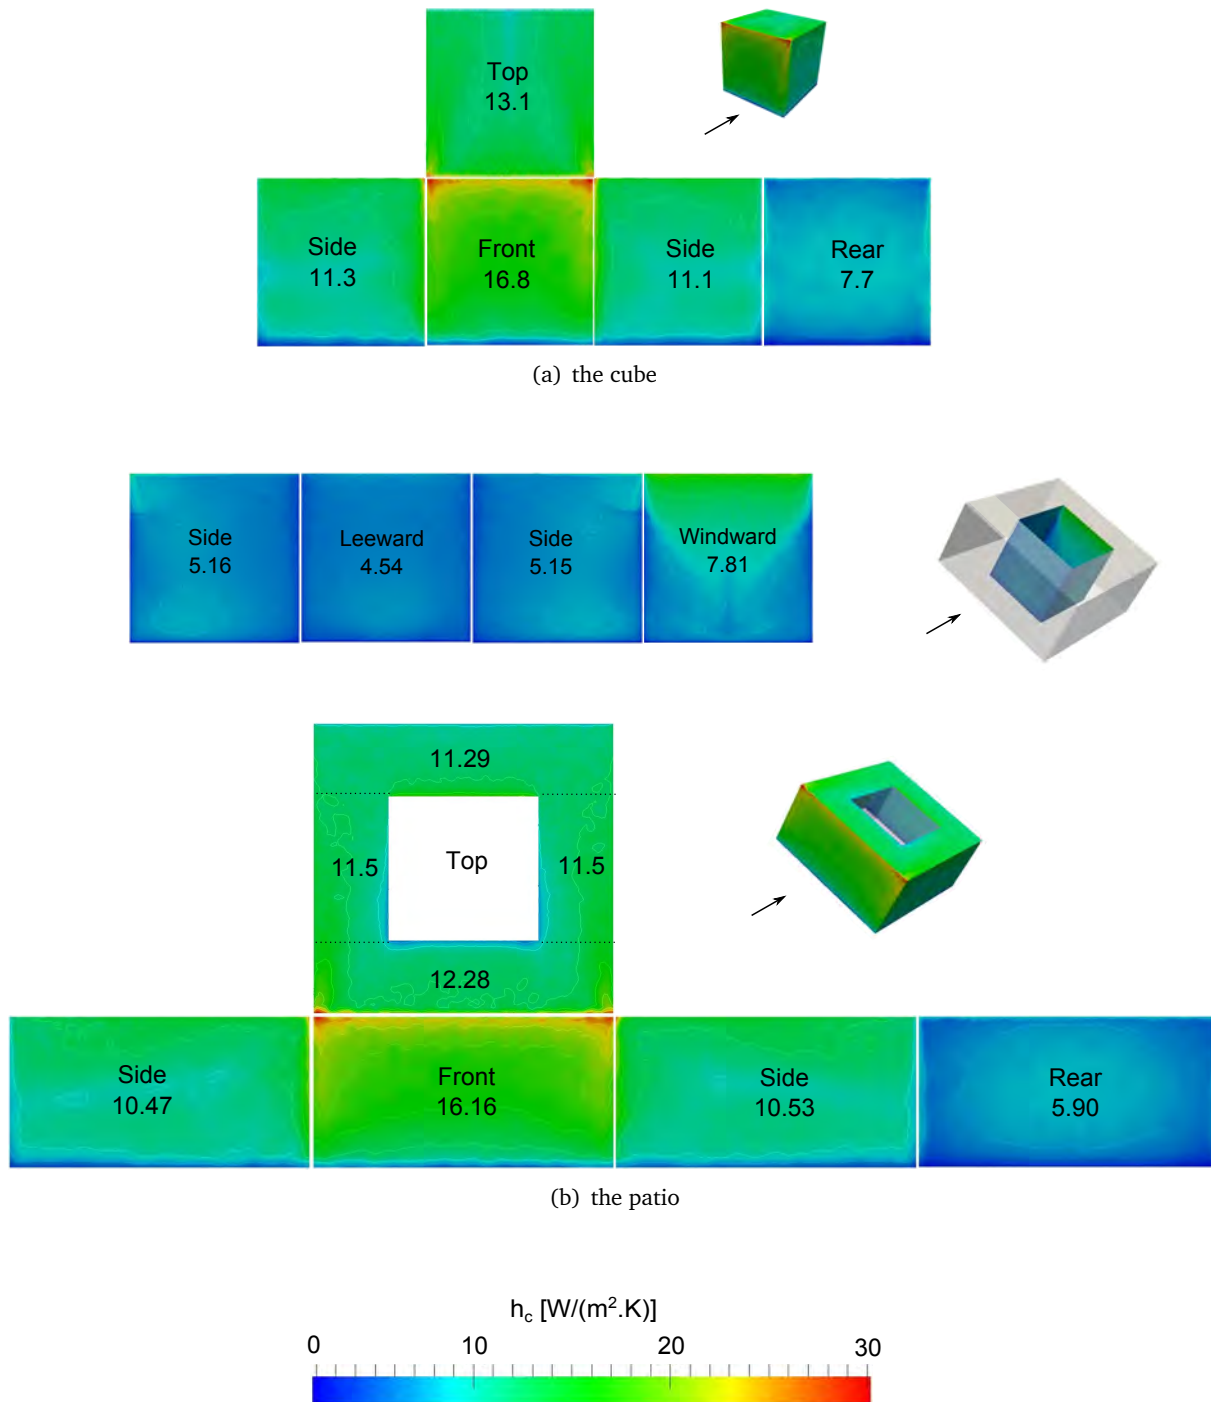 Top
13.1
Side
11.3
Front
16.8
Side
11.1
Rear
7.7
(a) the cube
Side
5.16
Leeward
4.54
Side
5.15
Windward
7.81
11.29
11.5
Top
11.5
12.28
Side
10.47
Front
16.16
Side
10.53
Rear
5.90
(b) the patio
h_c [W/(m².K)]
0 10 20 30